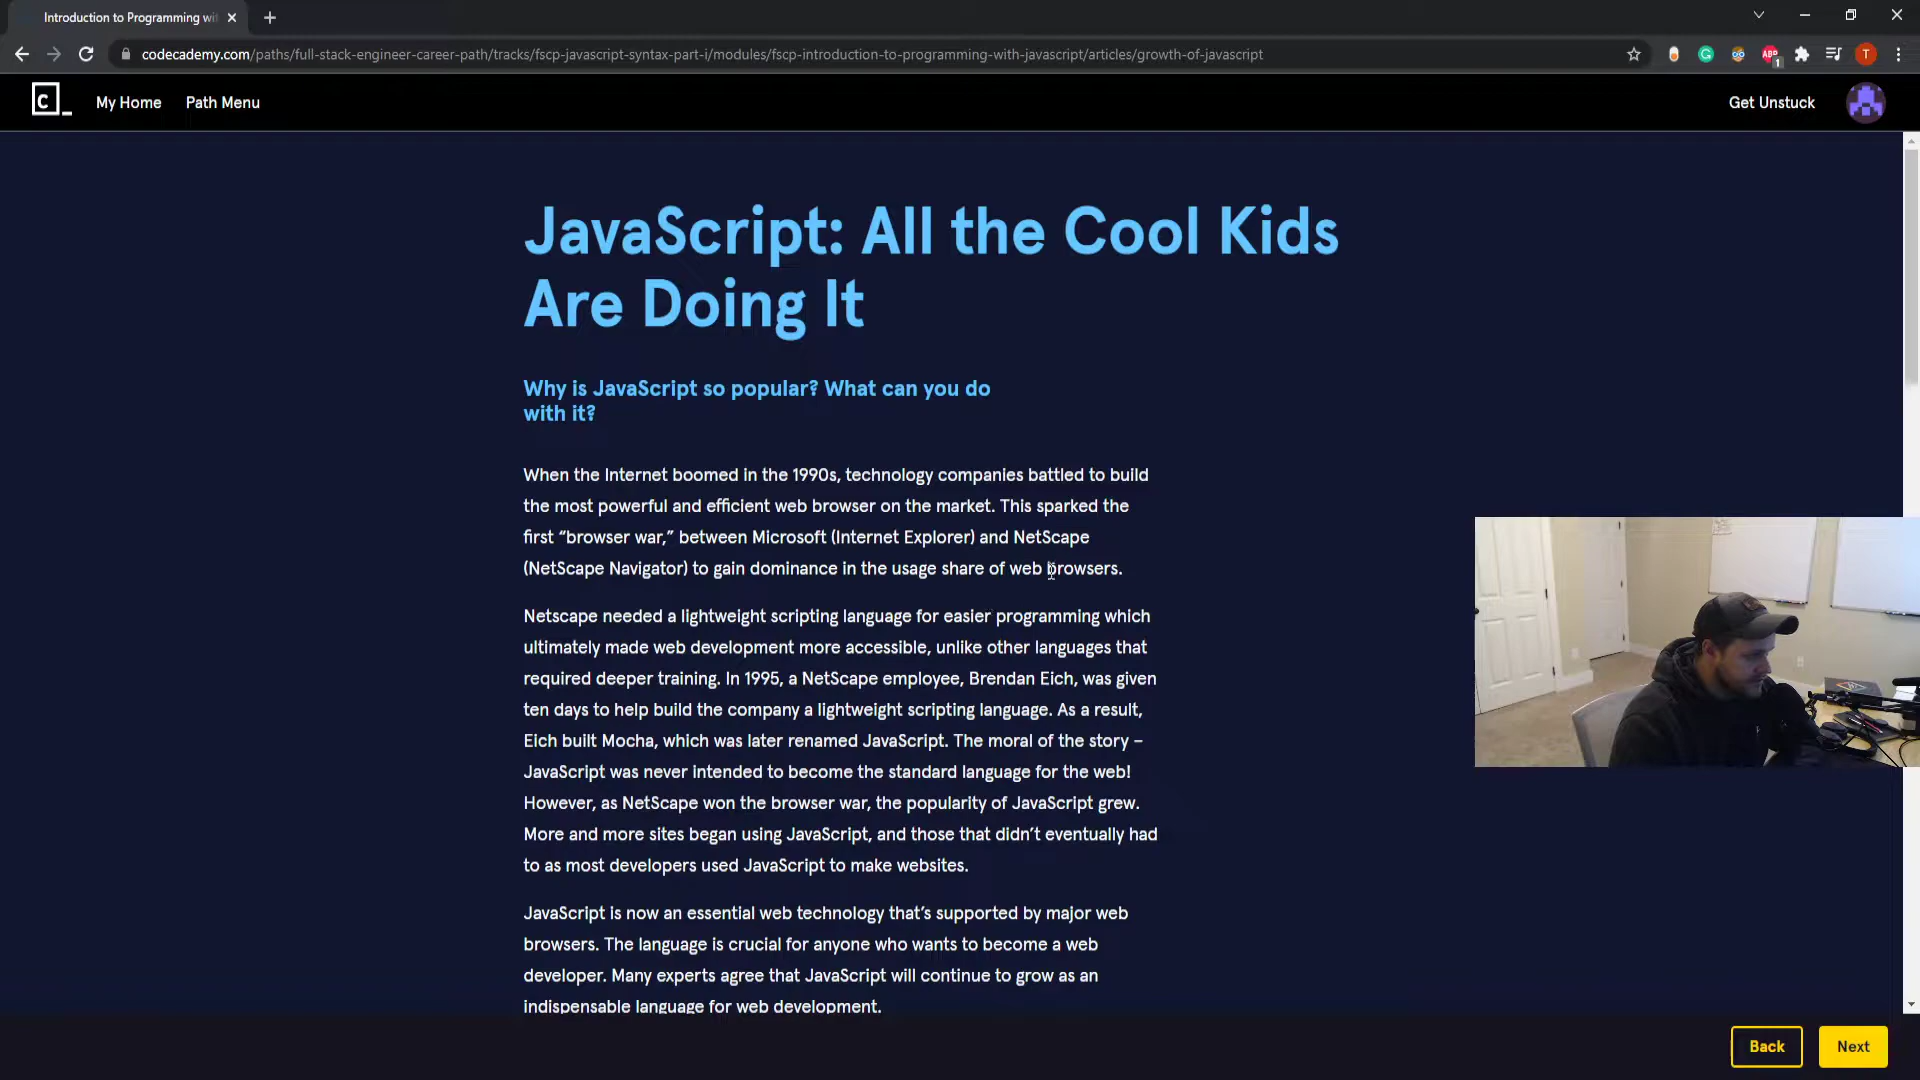 Introduction to Programming wit
codecademy.com/paths/full-stack-engineer-career-path/tracks/fscp-javascript-syntax-part-i/modules/fscp-introduction-to-programming-with-javascript/articles/growth-of-javascript
ABP
1
T
C_
My Home
Path Menu
Get Unstuck
JavaScript: All the Cool Kids
Are Doing It
Why is JavaScript so popular? What can you do
with it?
When the Internet boomed in the 1990s, technology companies battled to build
the most powerful and efficient web browser on the market. This sparked the
first “browser war,” between Microsoft (Internet Explorer) and NetScape
(NetScape Navigator) to gain dominance in the usage share of web browsers.
Netscape needed a lightweight scripting language for easier programming which
ultimately made web development more accessible, unlike other languages that
required deeper training. In 1995, a NetScape employee, Brendan Eich, was given
ten days to help build the company a lightweight scripting language. As a result,
Eich built Mocha, which was later renamed JavaScript. The moral of the story –
JavaScript was never intended to become the standard language for the web!
However, as NetScape won the browser war, the popularity of JavaScript grew.
More and more sites began using JavaScript, and those that didn’t eventually had
to as most developers used JavaScript to make websites.
JavaScript is now an essential web technology that’s supported by major web
browsers. The language is crucial for anyone who wants to become a web
developer. Many experts agree that JavaScript will continue to grow as an
indispensable language for web development.
Back
Next